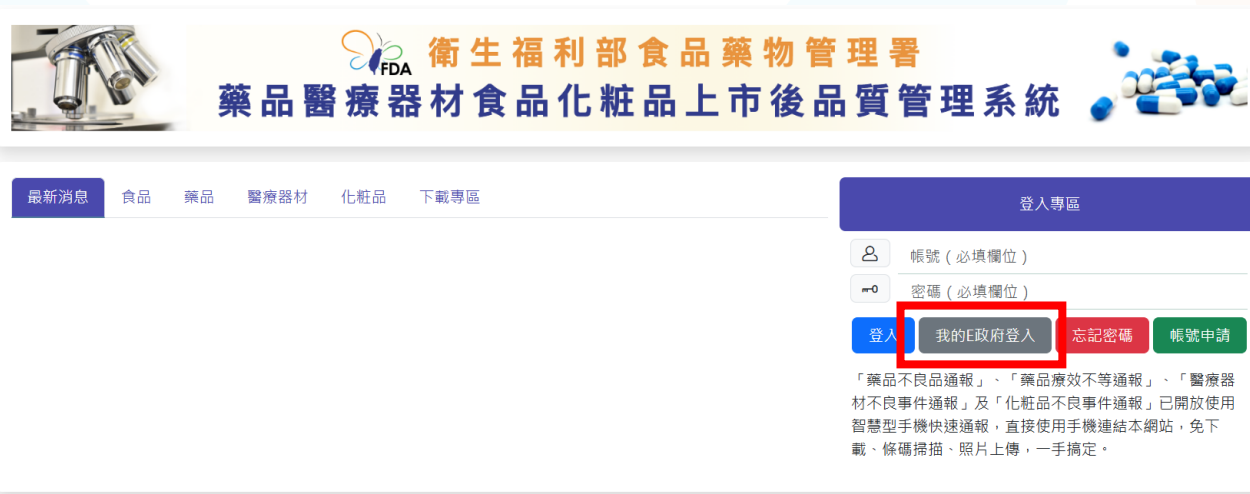 FDA 衛生福利部食品藥物管理署
藥品醫療器材食品化粧品上市後品質管理系統
最新消息 食品 藥品 醫療器材 化粧品 下載專區
登入專區
帳號 ( 必填欄位 )
密碼 ( 必填欄位 )
登入 我的E政府登入 忘記密碼 帳號申請
「藥品不良品通報」、「藥品療效不等通報」、「醫療器
材不良事件通報」及「化粧品不良事件通報」已開放使用
智慧型手機快速通報，直接使用手機連結本網站，免下
載、條碼掃描、照片上傳，一手搞定。